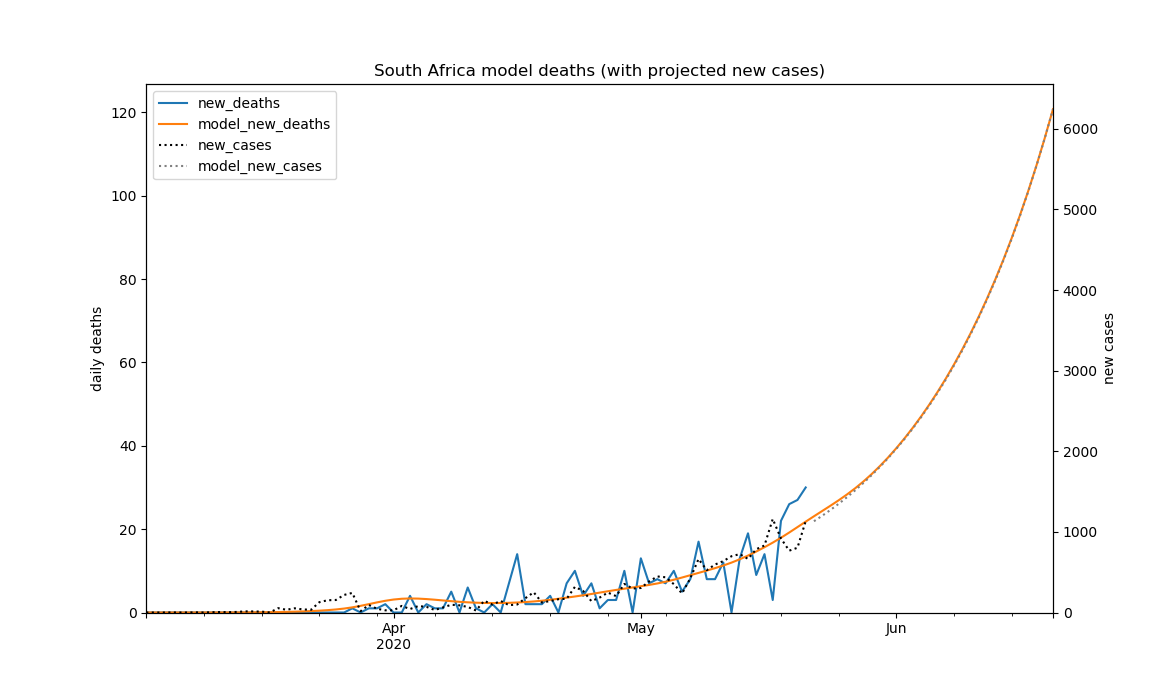 South Africa model deaths (with projected new cases)
new_deaths
model_new_deaths
new_cases
model_new_cases
120
100
80
60
40
20
0
daily deaths
6000
5000
4000
3000
2000
1000
0
new cases
Apr
2020
May
Jun